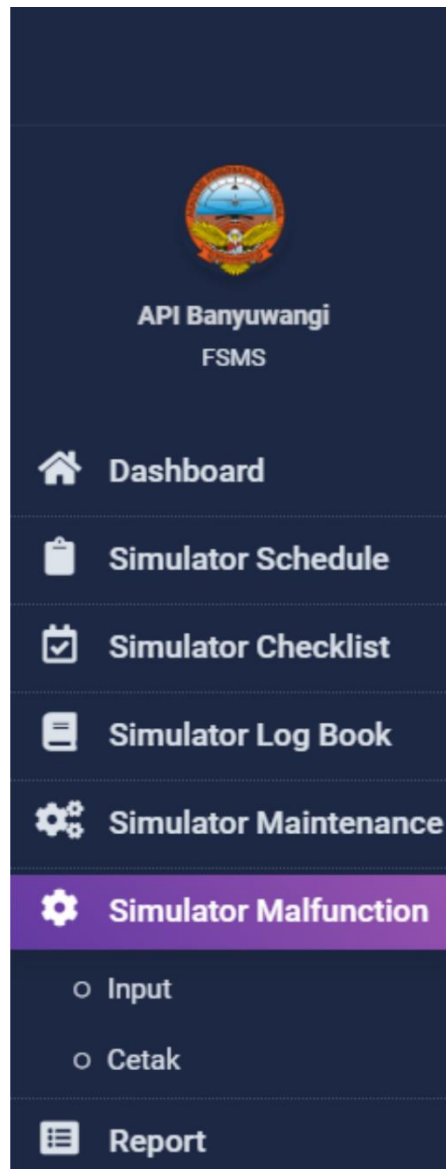 API Banyuwangi
FSMS
Dashboard
Simulator Schedule
Simulator Checklist
Simulator Log Book
Simulator Maintenance
Simulator Malfunction
Input
Cetak
Report